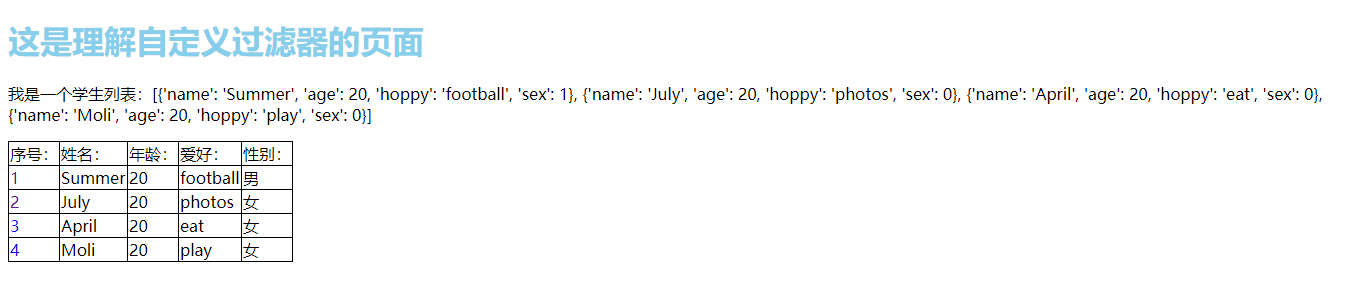 这是理解自定义过滤器的页面
我是一个学生列表：[{'name': 'Summer', 'age': 20, 'hoppy': 'football', 'sex': 1}, {'name': 'July', 'age': 20, 'hoppy': 'photos', 'sex': 0}, {'name': 'April', 'age': 20, 'hoppy': 'eat', 'sex': 0},
{'name': 'Moli', 'age': 20, 'hoppy': 'play', 'sex': 0}]
序号： 姓名： 年龄： 爱好： 性别：
1 Summer 20 football 男
2 July 20 photos 女
3 April 20 eat 女
4 Moli 20 play 女